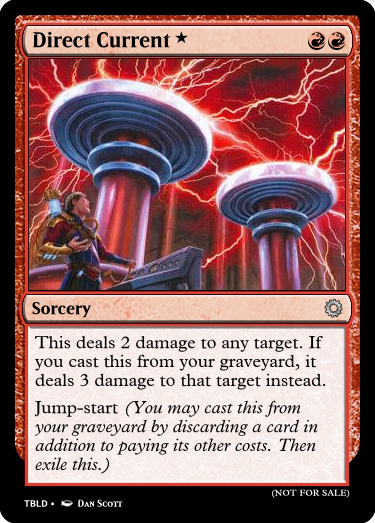 Direct Current ★
Sorcery
This deals 2 damage to any target. If
you cast this from your graveyard, it
deals 3 damage to that target instead.
Jump-start (You may cast this from
your graveyard by discarding a card in
addition to paying its other costs. Then
exile this.)
(NOT FOR SALE)
TBLD • Dan Scott